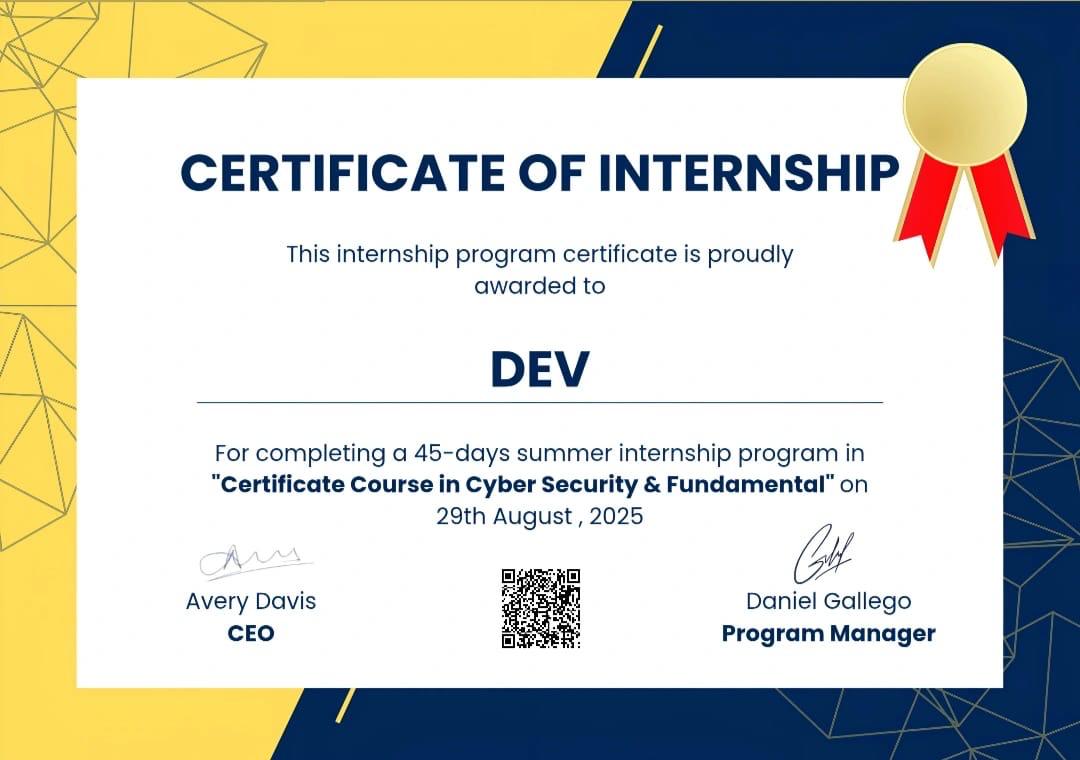 CERTIFICATE OF INTERNSHIP
This internship program certificate is proudly
awarded to
DEV
For completing a 45-days summer internship program in
"Certificate Course in Cyber Security & Fundamental" on
29th August , 2025
Avery Davis
CEO
Daniel Gallego
Program Manager